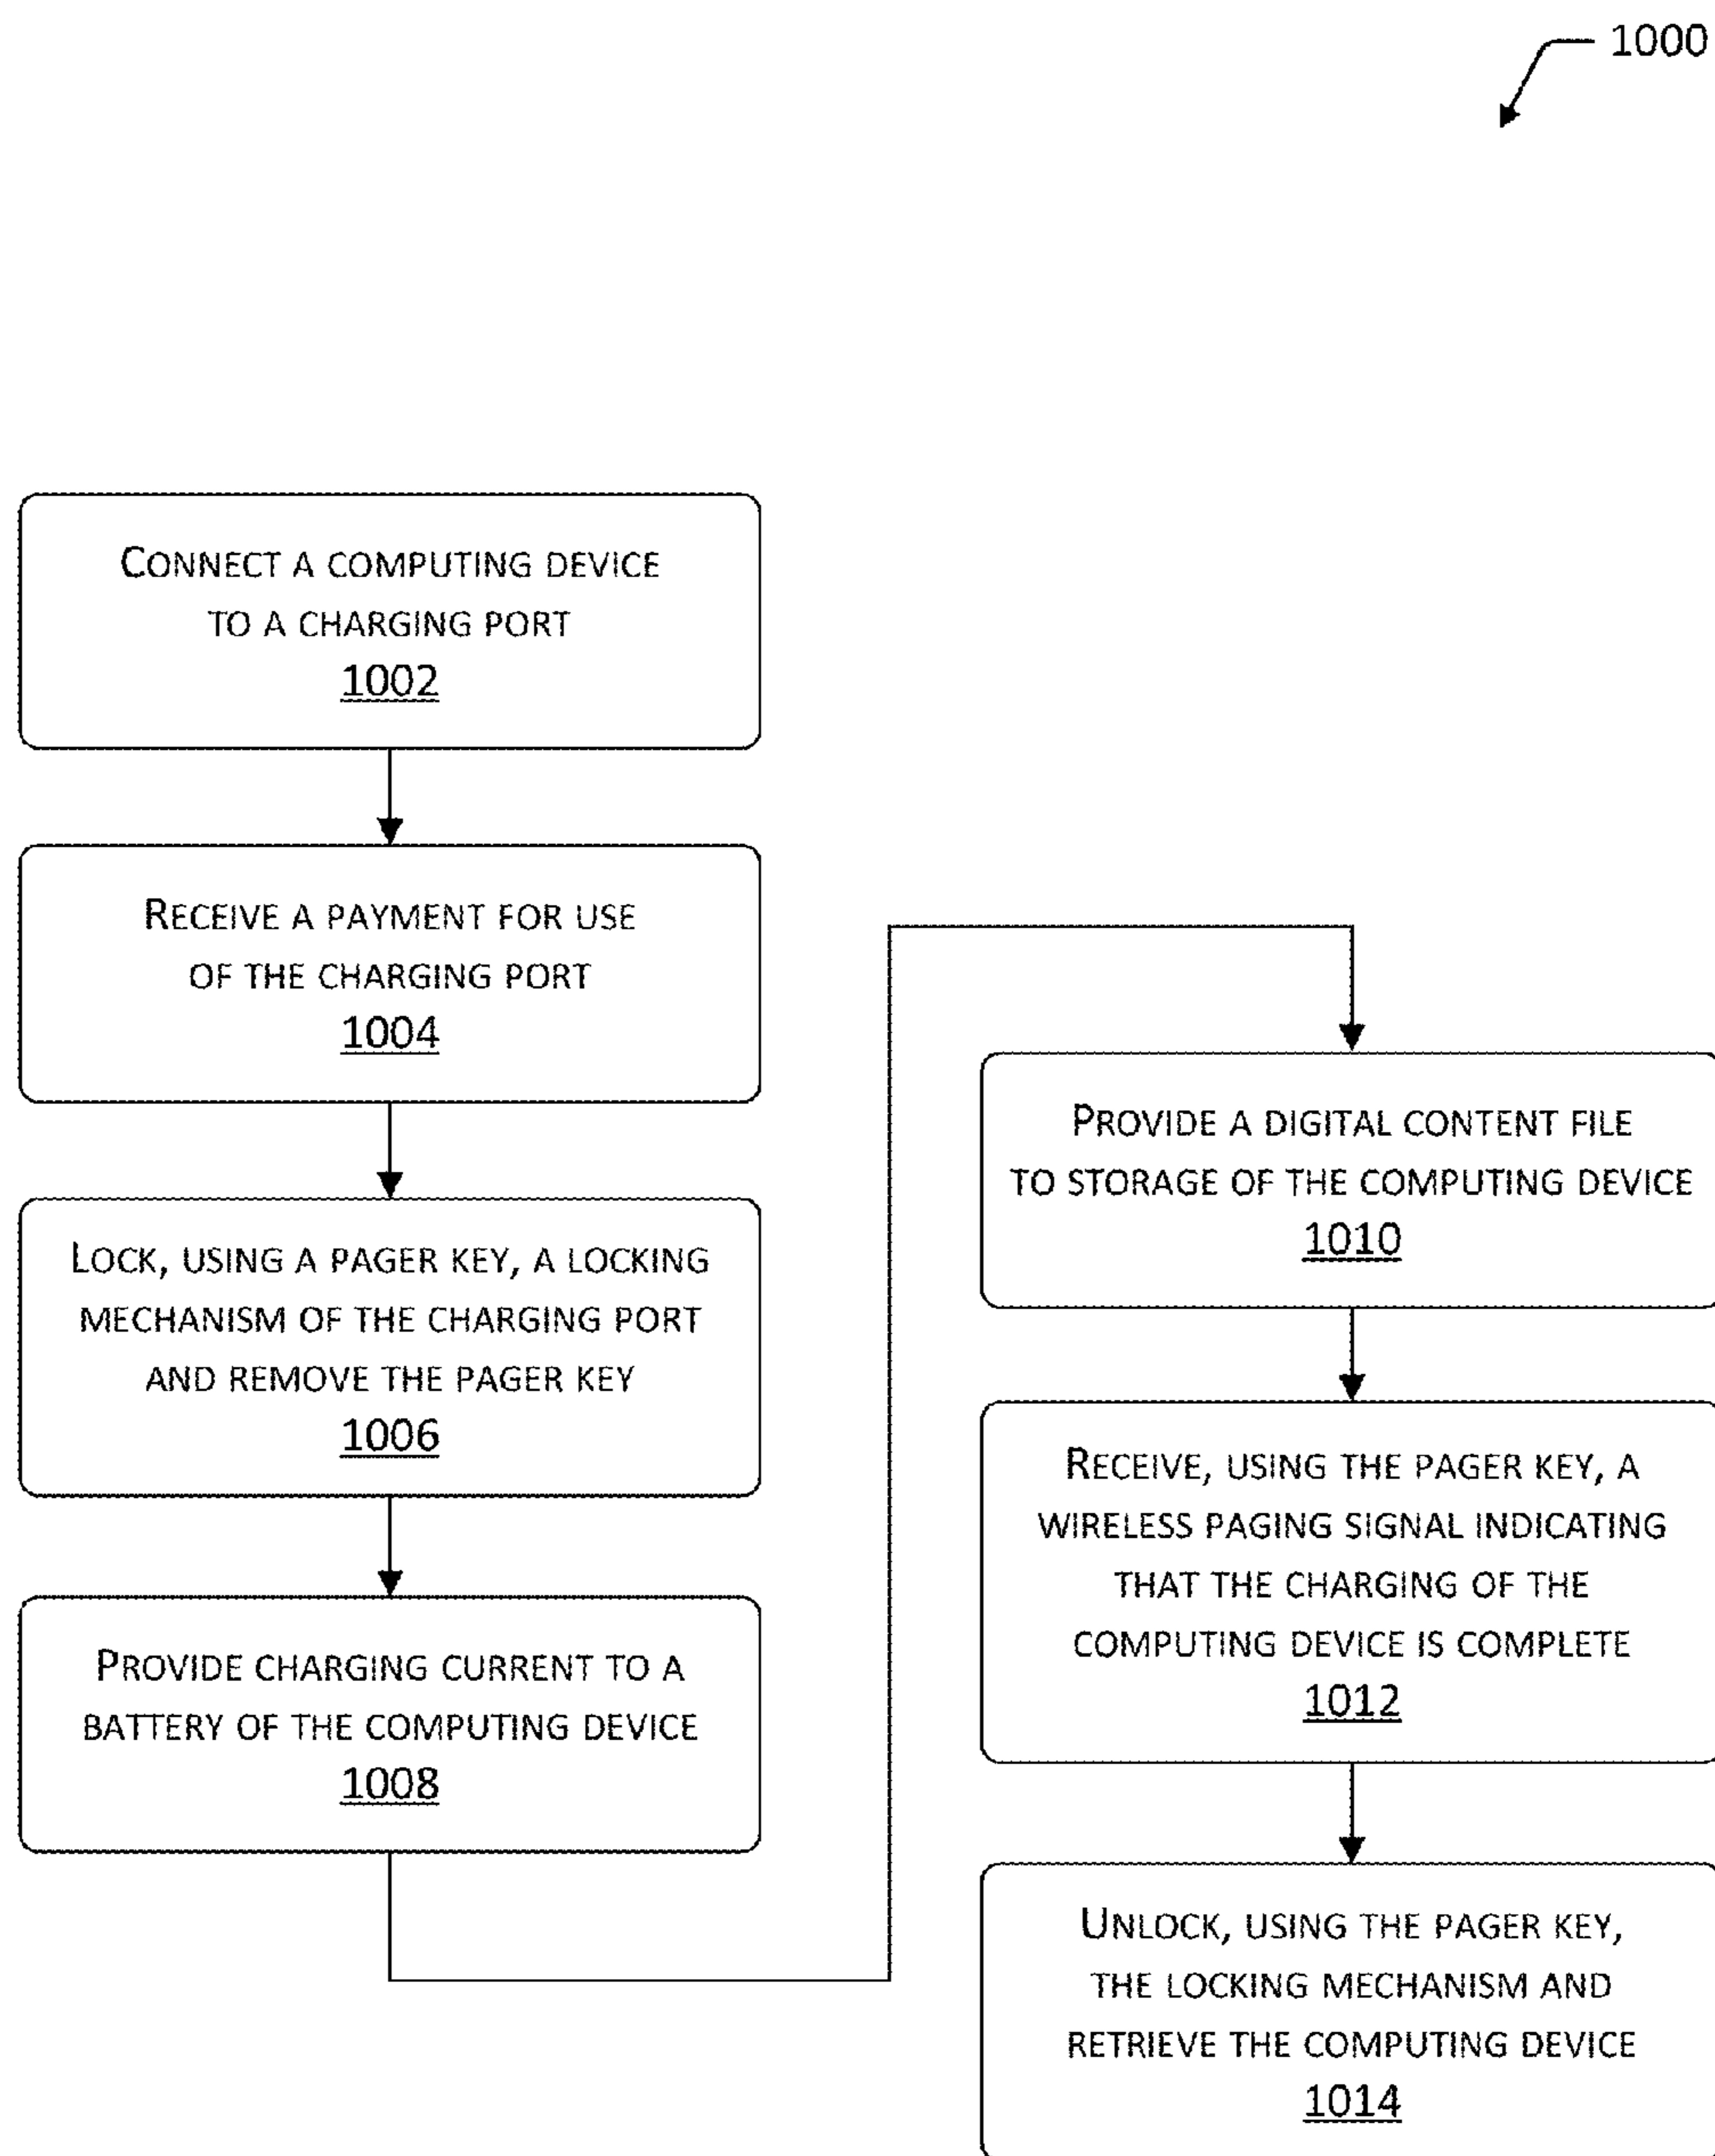 1000
CONNECT A COMPUTING DEVICE
TO A CHARGING PORT
1002
RECEIVE A PAYMENT FOR USE
OF THE CHARGING PORT
1004
LOCK, USING A PAGER KEY, A LOCKING
MECHANISM OF THE CHARGING PORT
AND REMOVE THE PAGER KEY
1006
PROVIDE CHARGING CURRENT TO A
BATTERY OF THE COMPUTING DEVICE
1008
PROVIDE A DIGITAL CONTENT FILE
TO STORAGE OF THE COMPUTING DEVICE
1010
RECEIVE, USING THE PAGER KEY, A
WIRELESS PAGING SIGNAL INDICATING
THAT THE CHARGING OF THE
COMPUTING DEVICE IS COMPLETE
1012
UNLOCK, USING THE PAGER KEY,
THE LOCKING MECHANISM AND
RETRIEVE THE COMPUTING DEVICE
1014